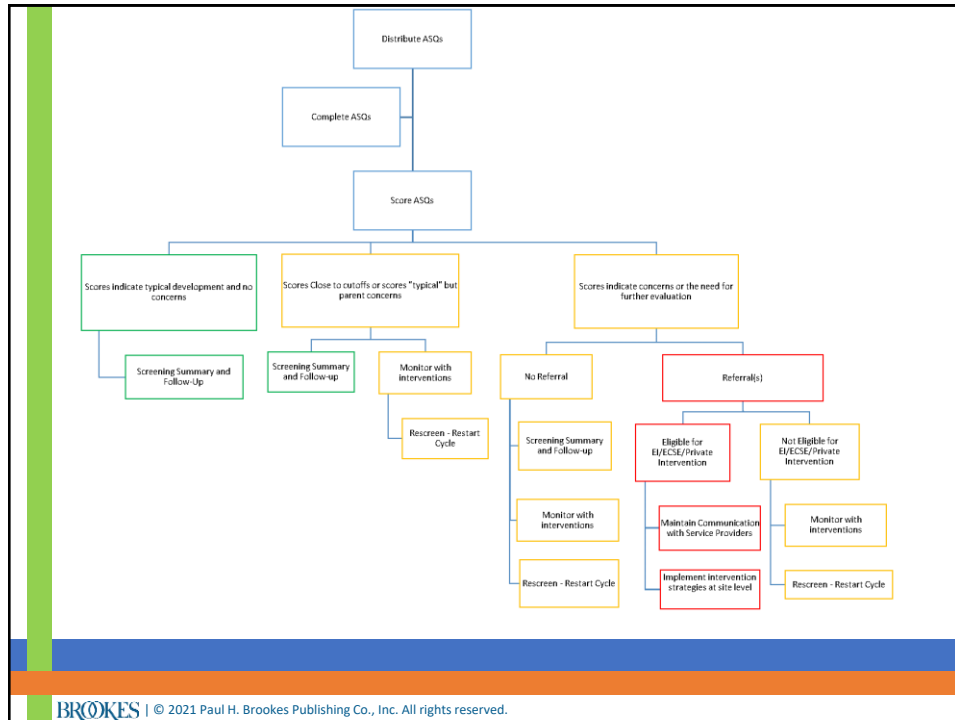 Distribute ASQs
Complete ASQs
Score ASQs
Scores indicate typical development and no
concerns
Scores Close to cutoffs or scores "typical" but
parent concerns
Scores indicate concerns or the need for
further evaluation
Screening Summary and
Follow-Up
Screening Summary
and Follow-up
Monitor with
interventions
Rescreen - Restart
Cycle
No Referral
Referral(s)
Screening Summary
and Follow-up
Monitor with
interventions
Rescreen - Restart Cycle
Eligible for
EI/ECSE/Private
Intervention
Not Eligible for
EI/ECSE/Private
Intervention
Maintain Communication
with Service Providers
Implement intervention
strategies at site level
Monitor with
interventions
Rescreen - Restart Cycle
BROOKES | © 2021 Paul H. Brookes Publishing Co., Inc. All rights reserved.